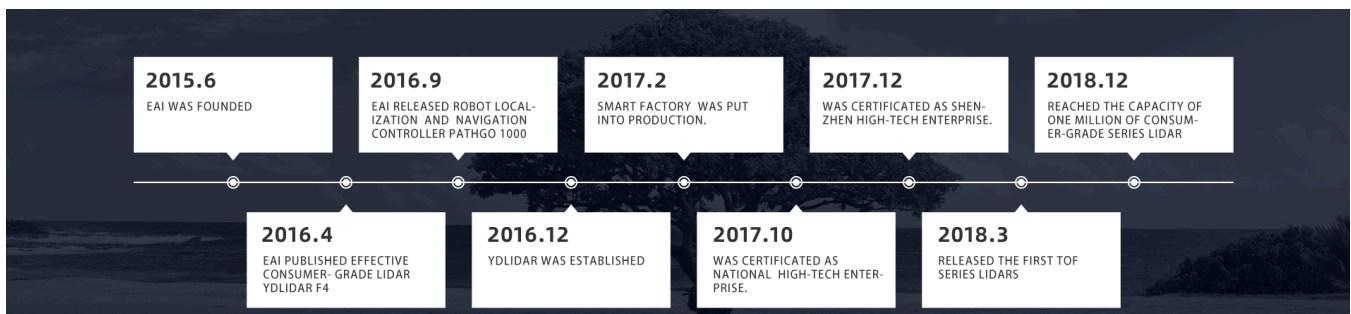 2015.6
EAI WAS FOUNDED
2016.4
EAI PUBLISHED EFFECTIVE
CONSUMER- GRADE LIDAR
YDLIDAR F4
2016.9
EAI RELEASED ROBOT LOCAL-
IZATION AND NAVIGATION
CONTROLLER PATHGO 1000
2016.12
YDLIDAR WAS ESTABLISHED
2017.2
SMART FACTORY WAS PUT
INTO PRODUCTION.
2017.10
WAS CERTIFICATED AS
NATIONAL HIGH-TECH ENTER-
PRISE.
2017.12
WAS CERTIFICATED AS SHEN-
ZHEN HIGH-TECH ENTERPRISE.
2018.3
RELEASED THE FIRST TOF
SERIES LIDARS
2018.12
REACHED THE CAPACITY OF
ONE MILLION OF CONSUM-
ER-GRADE SERIES LIDAR